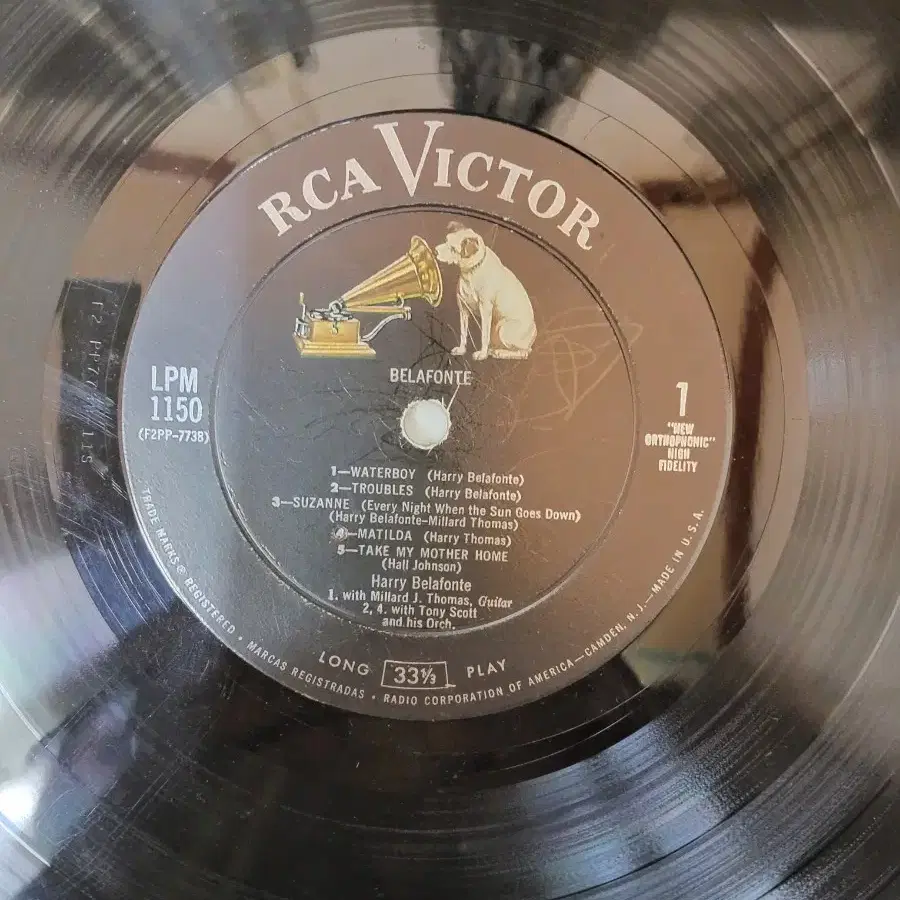 RCA VICTOR
BELAFONTE
LPM
1150
(F2PP-7738)
1
"NEW
ORTHOPHONIC"
HIGH
FIDELITY
1—WATERBOY (Harry Belafonte)
2—TROUBLES (Harry Belafonte)
3—SUZANNE (Every Night When the Sun Goes Down)
(Harry Belafonte–Millard Thomas)
4—MATILDA (Harry Thomas)
5—TAKE MY MOTHER HOME
(Hall Johnson)
Harry Belafonte
1. with Millard J. Thomas, Guitar
2, 4. with Tony Scott
and his Orch.
LONG 33⅓ PLAY
TRADE MARKS ® REGISTERED • MARCAS REGISTRADAS • RADIO CORPORATION OF AMERICA—CAMDEN, N. J.—MADE IN U. S. A.